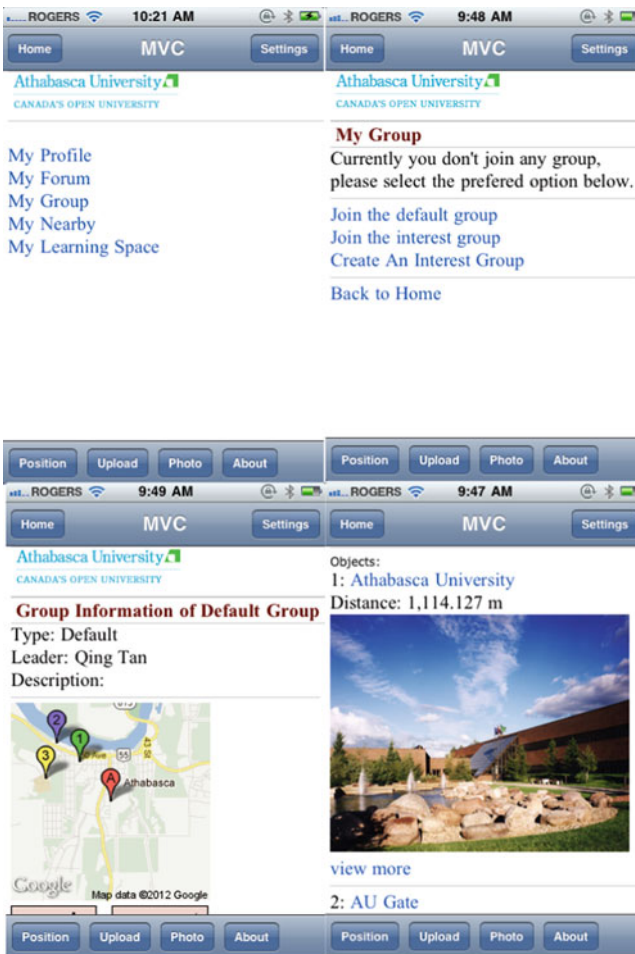 ROGERS 10:21 AM
Home MVC Settings
Athabasca University
CANADA'S OPEN UNIVERSITY
My Profile
My Forum
My Group
My Nearby
My Learning Space
Position Upload Photo About
ROGERS 9:48 AM
Home MVC Settings
Athabasca University
CANADA'S OPEN UNIVERSITY
My Group
Currently you don't join any group,
please select the prefered option below.
Join the default group
Join the interest group
Create An Interest Group
Back to Home
Position Upload Photo About
ROGERS 9:49 AM
Home MVC Settings
Athabasca University
CANADA'S OPEN UNIVERSITY
Group Information of Default Group
Type: Default
Leader: Qing Tan
Description:
2
1
3
Ave
55
43 St
A
Athabasca
Google
Map data ©2012 Google
Position Upload Photo About
ROGERS 9:47 AM
Home MVC Settings
Objects:
1: Athabasca University
Distance: 1,114.127 m
view more
2: AU Gate
Position Upload Photo About